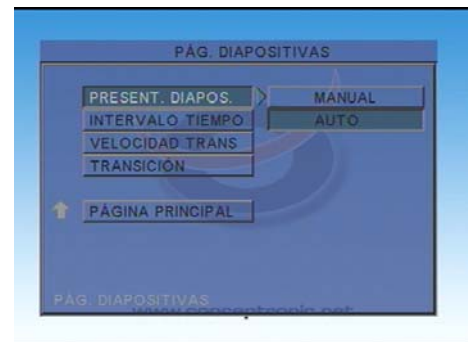 PÁG. DIAPOSITIVAS
PRESENT. DIAPOS. MANUAL
INTERVALO TIEMPO AUTO
VELOCIDAD TRANS
TRANSICIÓN
PÁGINA PRINCIPAL
PÁG. DIAPOSITIVAS